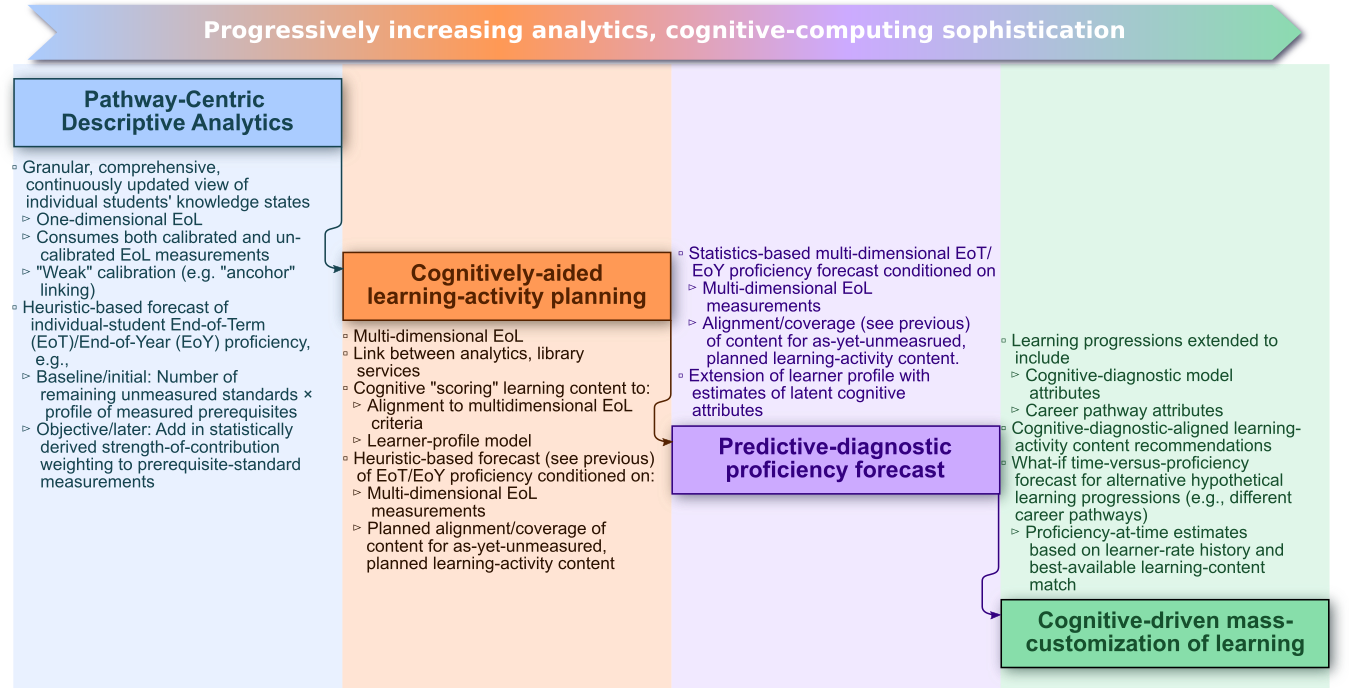 Progressively increasing analytics, cognitive-computing sophistication
Pathway-Centric
Descriptive Analytics
▫ Granular, comprehensive,
continuously updated view of
individual students' knowledge states
▻ One-dimensional EoL
▻ Consumes both calibrated and un-
calibrated EoL measurements
▻ "Weak" calibration (e.g. "ancohor"
linking)
▫ Heuristic-based forecast of
individual-student End-of-Term
(EoT)/End-of-Year (EoY) proficiency,
e.g.,
▻ Baseline/initial: Number of
remaining unmeasured standards ×
profile of measured prerequisites
▻ Objective/later: Add in statistically
derived strength-of-contribution
weighting to prerequisite-standard
measurements
Cognitively-aided
learning-activity planning
▫ Multi-dimensional EoL
▫ Link between analytics, library
services
▫ Cognitive "scoring" learning content to:
▻ Alignment to multidimensional EoL
criteria
▻ Learner-profile model
▫ Heuristic-based forecast (see previous)
of EoT/EoY proficiency conditioned on:
▻ Multi-dimensional EoL
measurements
▻ Planned alignment/coverage of
content for as-yet-unmeasured,
planned learning-activity content
▫ Statistics-based multi-dimensional EoT/
EoY proficiency forecast conditioned on
▻ Multi-dimensional EoL
measurements
▻ Alignment/coverage (see previous)
of content for as-yet-unmeasrued,
planned learning-activity content.
▫ Extension of learner profile with
estimates of latent cognitive
attributes
Predictive-diagnostic
proficiency forecast
▫ Learning progressions extended to
include
▻ Cognitive-diagnostic model
attributes
▻ Career pathway attributes
▫ Cognitive-diagnostic-aligned learning-
activity content recommendations
▫ What-if time-versus-proficiency
forecast for alternative hypothetical
learning progressions (e.g., different
career pathways)
▻ Proficiency-at-time estimates
based on learner-rate history and
best-available learning-content
match
Cognitive-driven mass-
customization of learning